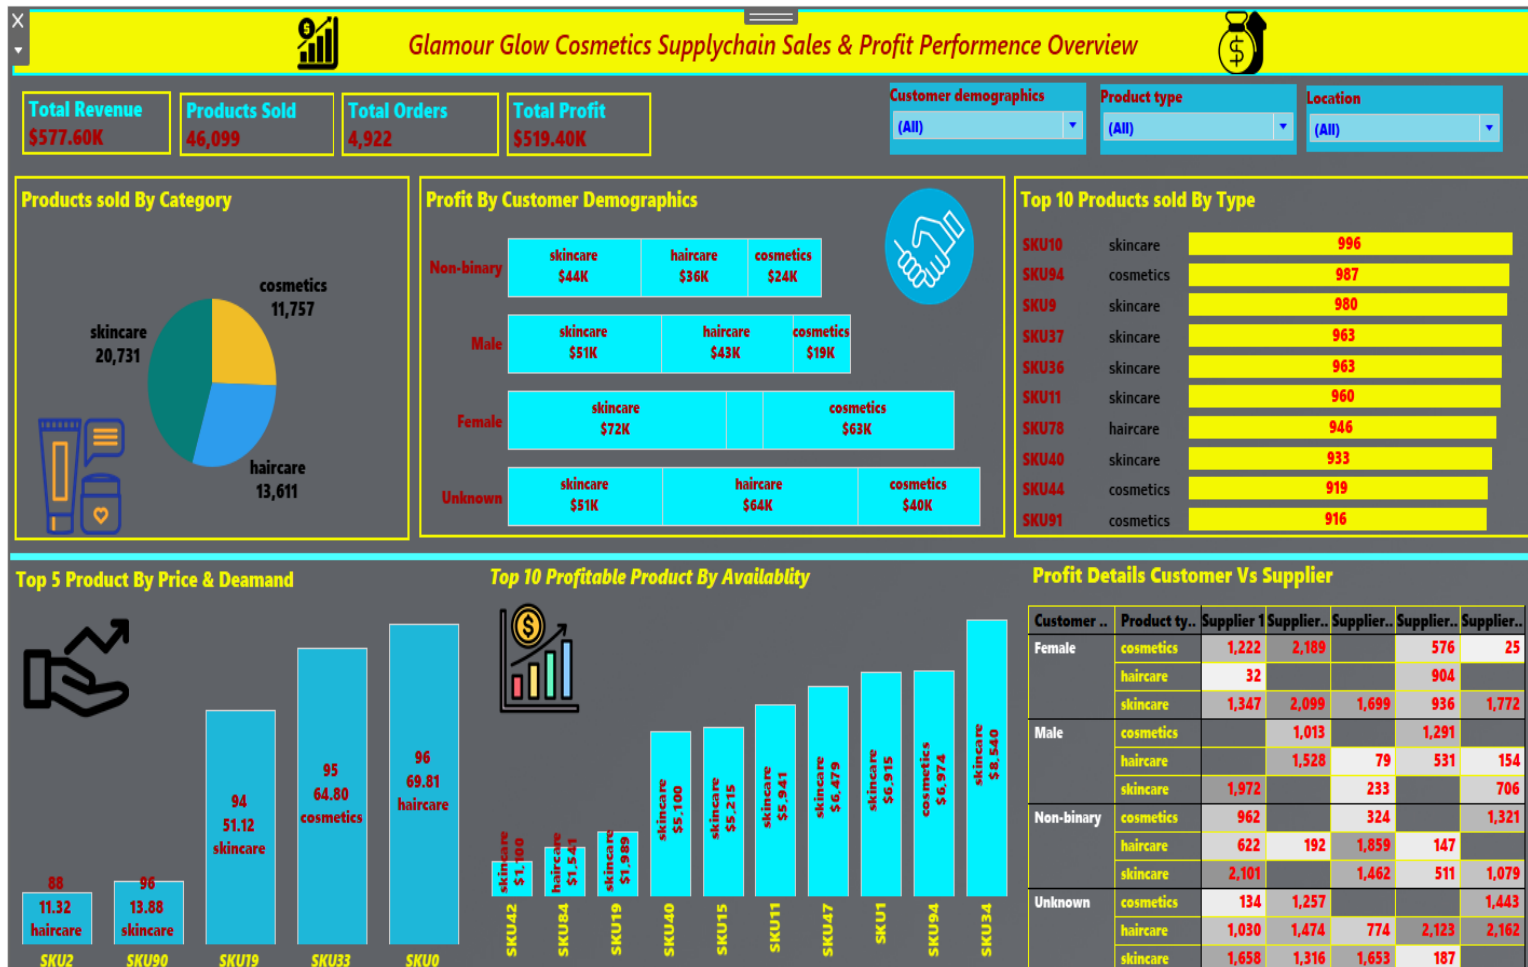 X
Glamour Glow Cosmetics Supplychain Sales & Profit Performence Overview
Total Revenue
$577.60K
Products Sold
46,099
Total Orders
4,922
Total Profit
$519.40K
Customer demographics
(All)
Product type
(All)
Location
(All)
Products sold By Category
cosmetics
11,757
skincare
20,731
haircare
13,611
Profit By Customer Demographics
Non-binary
skincare
$44K
haircare
$36K
cosmetics
$24K
Male
skincare
$51K
haircare
$43K
cosmetics
$19K
Female
skincare
$72K
cosmetics
$63K
Unknown
skincare
$51K
haircare
$64K
cosmetics
$40K
Top 10 Products sold By Type
SKU10 skincare 996
SKU94 cosmetics 987
SKU9 skincare 980
SKU37 skincare 963
SKU36 skincare 963
SKU11 skincare 960
SKU78 haircare 946
SKU40 skincare 933
SKU44 cosmetics 919
SKU91 cosmetics 916
Top 5 Product By Price & Deamand
88
11.32
haircare
SKU2
96
13.88
skincare
SKU90
94
51.12
skincare
SKU19
95
64.80
cosmetics
SKU33
96
69.81
haircare
SKU0
Top 10 Profitable Product By Availablity
skincare
$1,100
SKU42
haircare
$1,541
SKU84
skincare
$1,989
SKU19
skincare
$5,100
SKU40
skincare
$5,215
SKU15
skincare
$5,941
SKU11
skincare
$6,479
SKU47
skincare
$6,915
SKU1
cosmetics
$6,974
SKU94
skincare
$8,540
SKU34
Profit Details Customer Vs Supplier
Customer .. Product ty.. Supplier 1 Supplier.. Supplier.. Supplier.. Supplier..
Female cosmetics 1,222 2,189 576 25
haircare 32 904
skincare 1,347 2,099 1,699 936 1,772
Male cosmetics 1,013 1,291
haircare 1,528 79 531 154
skincare 1,972 233 706
Non-binary cosmetics 962 324 1,321
haircare 622 192 1,859 147
skincare 2,101 1,462 511 1,079
Unknown cosmetics 134 1,257 1,443
haircare 1,030 1,474 774 2,123 2,162
skincare 1,658 1,316 1,653 187